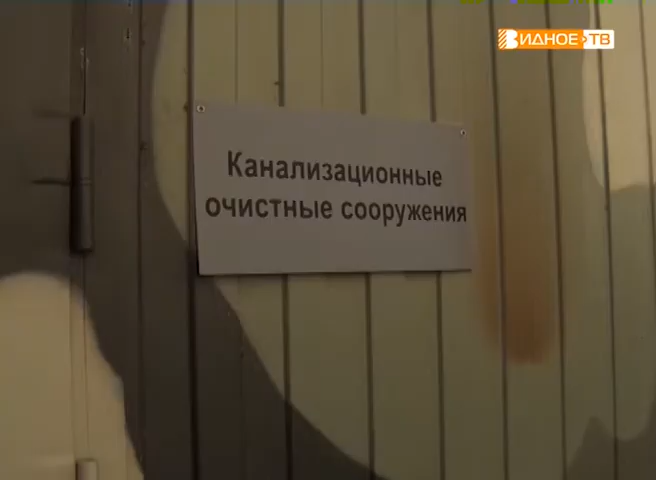 ВИДНОЕ ТВ
Канализационные
очистные сооружения